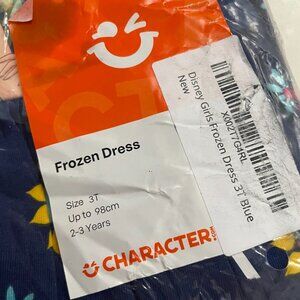 Frozen Dress
Size 3T
Up to 98cm
2-3 Years
CHARACTER.COM
X00217G4RL
Disney Girls Frozen Dress 3T Blue
New